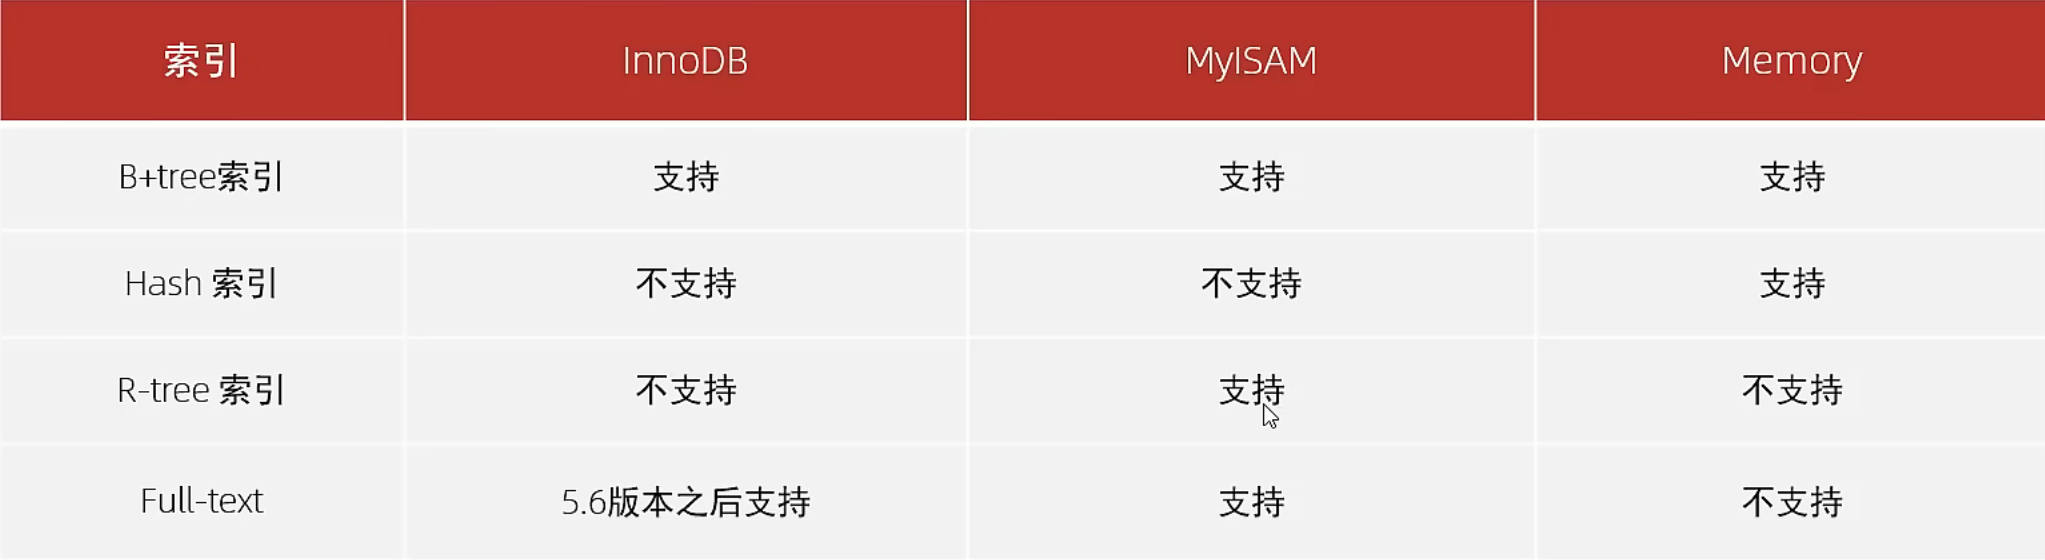 索引 InnoDB MyISAM Memory
B+tree索引 支持 支持 支持
Hash 索引 不支持 不支持 支持
R-tree 索引 不支持 支持 不支持
Full-text 5.6版本之后支持 支持 不支持